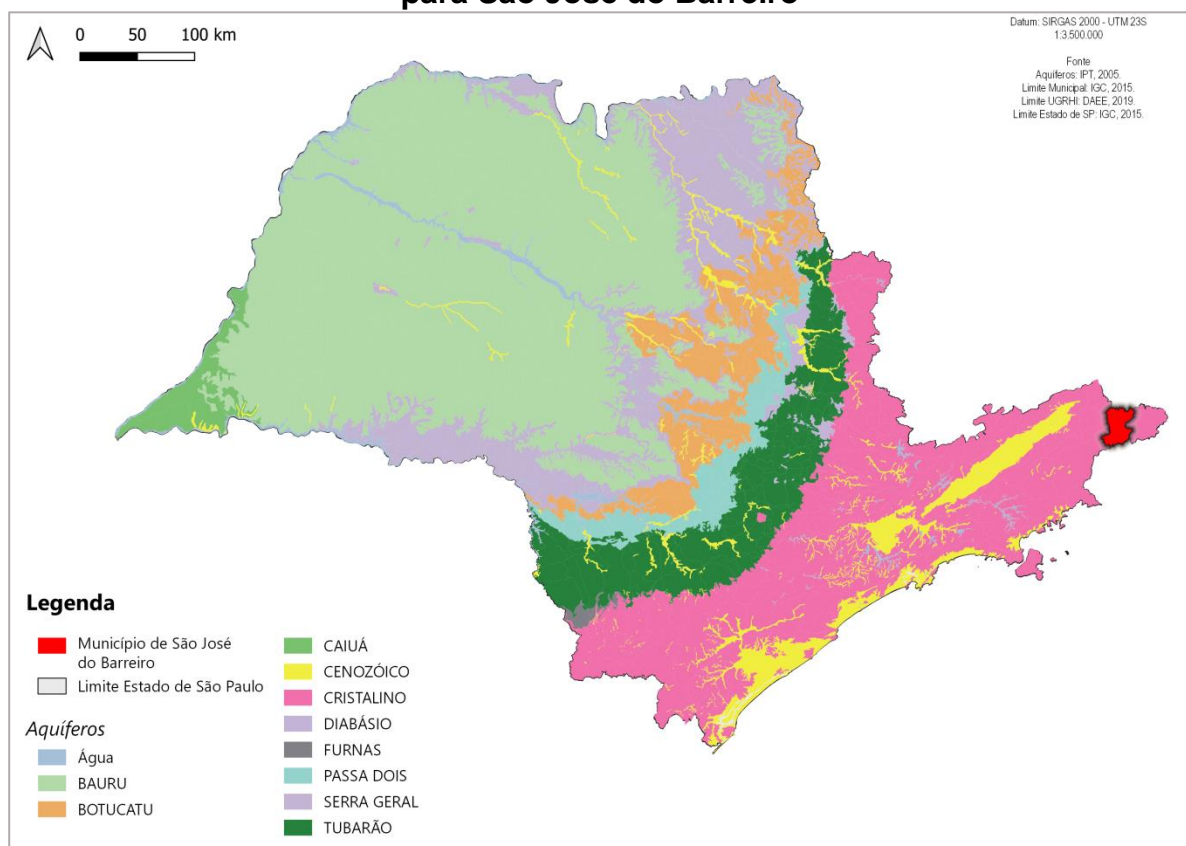 para São José do Barreiro
0 50 100 km
Datum: SIRGAS 2000 - UTM 23S
1:3.500.000
Fonte
Aquíferos: IPT, 2005.
Limite Municipal: IGC, 2015.
Limite UGRHI: DAEE, 2019.
Limite Estado de SP: IGC, 2015.
Legenda
Município de São José
do Barreiro
Limite Estado de São Paulo
Aquíferos
Água
BAURU
BOTUCATU
CAIUÁ
CENOZÓICO
CRISTALINO
DIABÁSIO
FURNAS
PASSA DOIS
SERRA GERAL
TUBARÃO